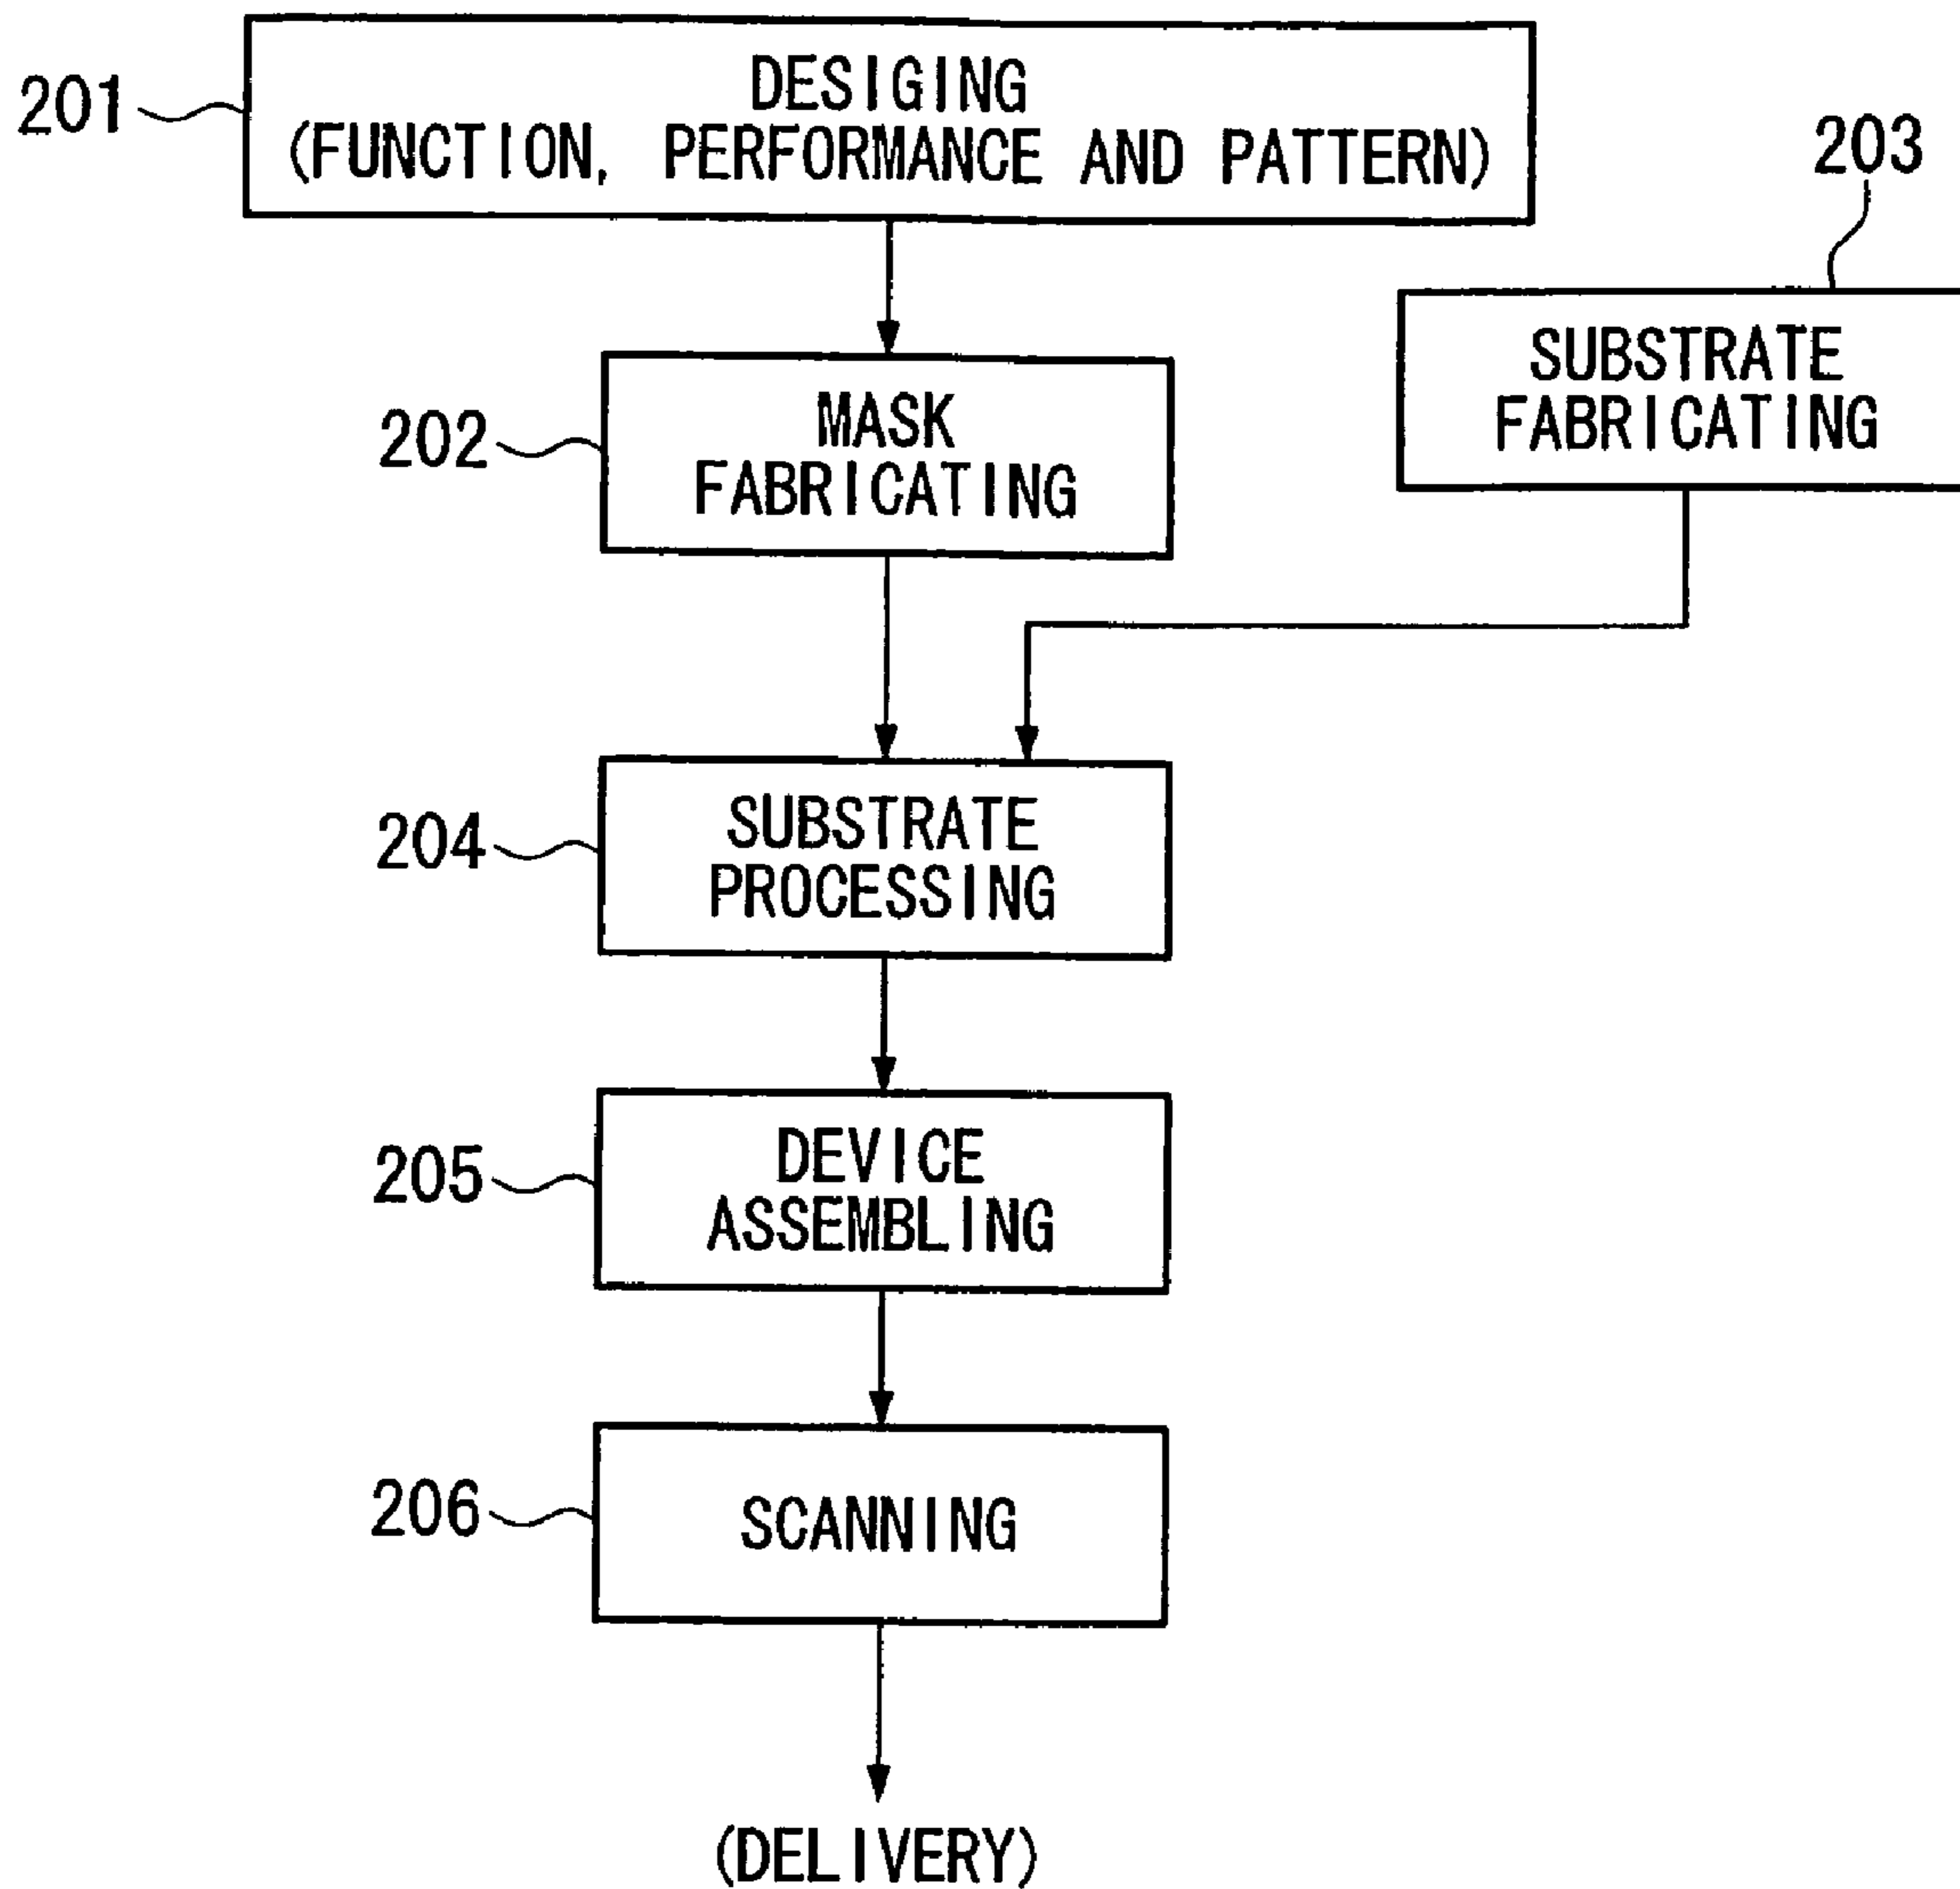 201
DESIGING
(FUNCTION, PERFORMANCE AND PATTERN)
203
SUBSTRATE
FABRICATING
202
MASK
FABRICATING
204
SUBSTRATE
PROCESSING
205
DEVICE
ASSEMBLING
206
SCANNING
(DELIVERY)